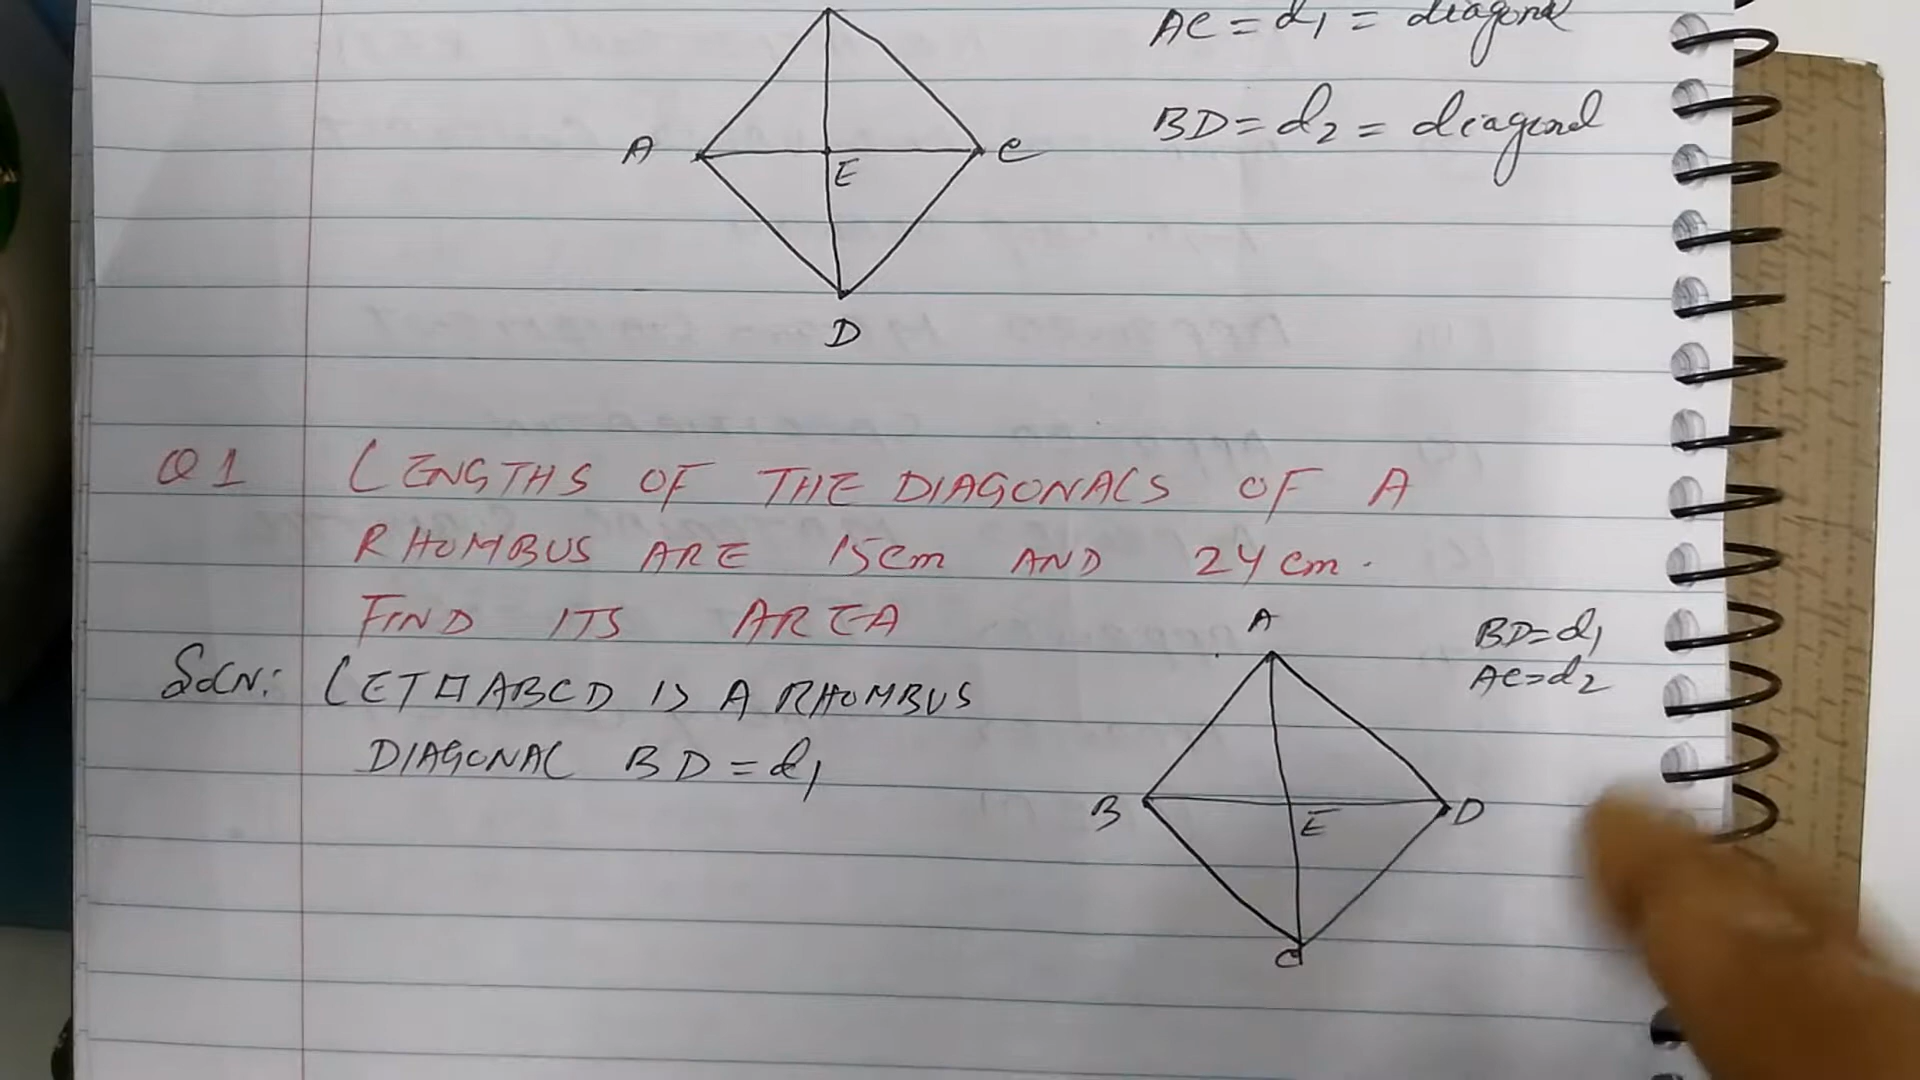 AC = d1 = diagonal
BD = d2 = diagonal
A
E
C
D
Q1 LENGTHS OF THE DIAGONALS OF A
RHOMBUS ARE 15cm AND 24cm.
FIND ITS AREA
SOLN: LET □ABCD IS A RHOMBUS
DIAGONAL BD = d1
A
BD=d1
AC=d2
B
E
D
C